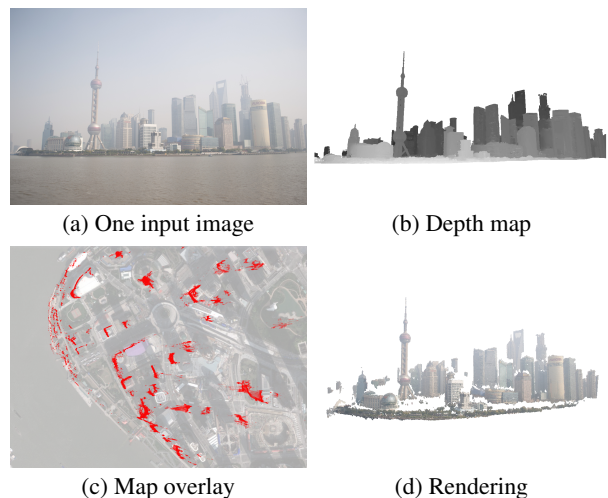 (a) One input image
(b) Depth map
(c) Map overlay
(d) Rendering